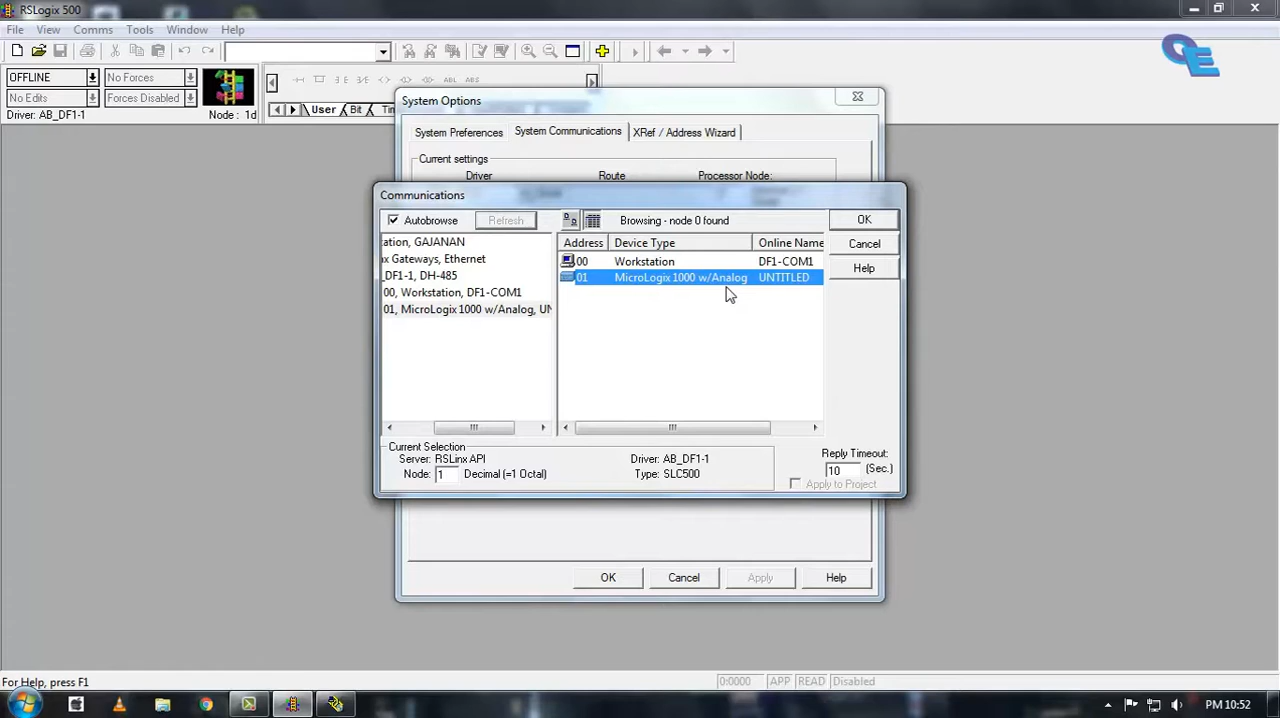 RSLogix 500
File View Comms Tools Window Help
OFFLINE No Forces
No Edits Forces Disabled
Driver: AB_DF1-1 Node : 1d
User Bit
ABL ABS
OE
System Options
System Preferences System Communications XRef / Address Wizard
Current settings
Driver Route Processor Node:
Communications
Autobrowse Refresh Browsing - node 0 found OK
Cancel
Help
ation, GAJANAN
x Gateways, Ethernet
_DF1-1, DH-485
00, Workstation, DF1-COM1
01, MicroLogix 1000 w/Analog, UN
Address Device Type Online Name
00 Workstation DF1-COM1
01 MicroLogix 1000 w/Analog UNTITLED
Current Selection
Server: RSLinx API Driver: AB_DF1-1
Node: 1 Decimal (=1 Octal) Type: SLC500
Reply Timeout:
10 (Sec.)
Apply to Project
OK Cancel Apply Help
For Help, press F1 0:0000 APP READ Disabled
PM 10:52